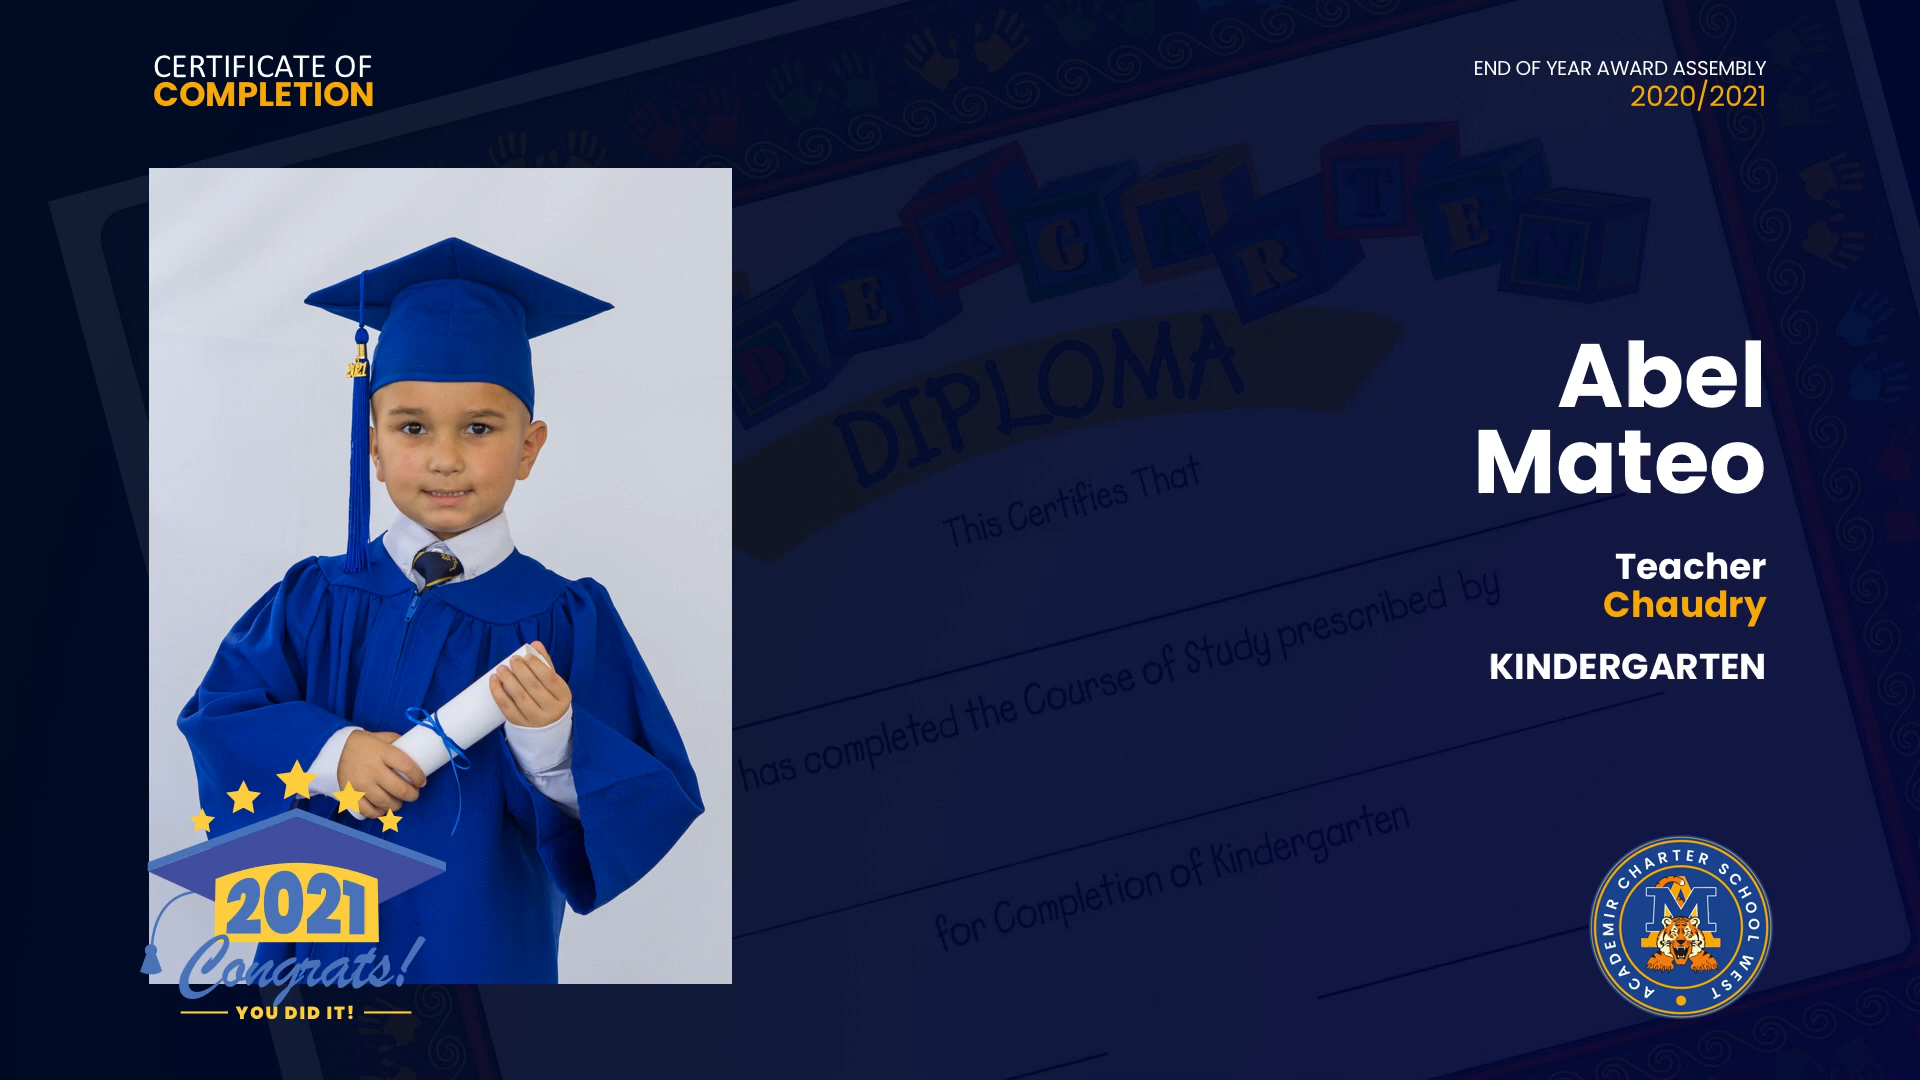 CERTIFICATE OF
COMPLETION
END OF YEAR AWARD ASSEMBLY
2020/2021
DERGARTEN
DIPLOMA
This Certifies That
has completed the Course of Study prescribed by
for Completion of Kindergarten
2021
Abel
Mateo
Teacher
Chaudry
KINDERGARTEN
2021
Congrats!
YOU DID IT!
ACADEMIR CHARTER SCHOOL WEST
M